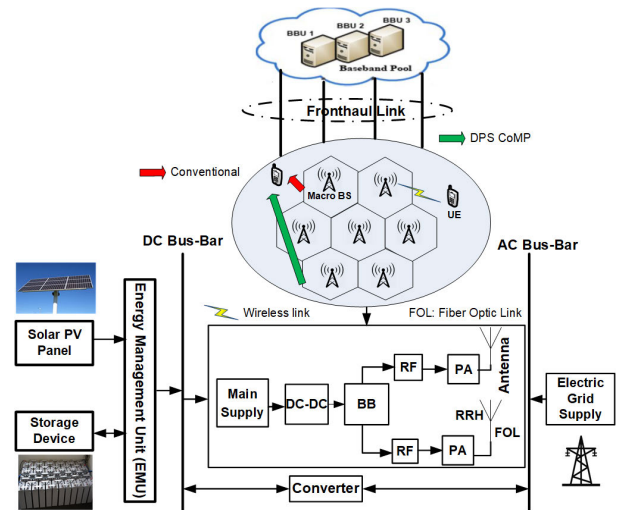 BBU 1
BBU 2
BBU 3
Baseband Pool
Fronthaul Link
DPS CoMP
Conventional
Macro BS
UE
DC Bus-Bar
AC Bus-Bar
Wireless link
FOL: Fiber Optic Link
Solar PV
Panel
Storage
Device
Energy Management
Unit (EMU)
Main
Supply
DC-DC
BB
RF
PA
Antenna
RRH
FOL
RF
PA
Electric
Grid
Supply
Converter